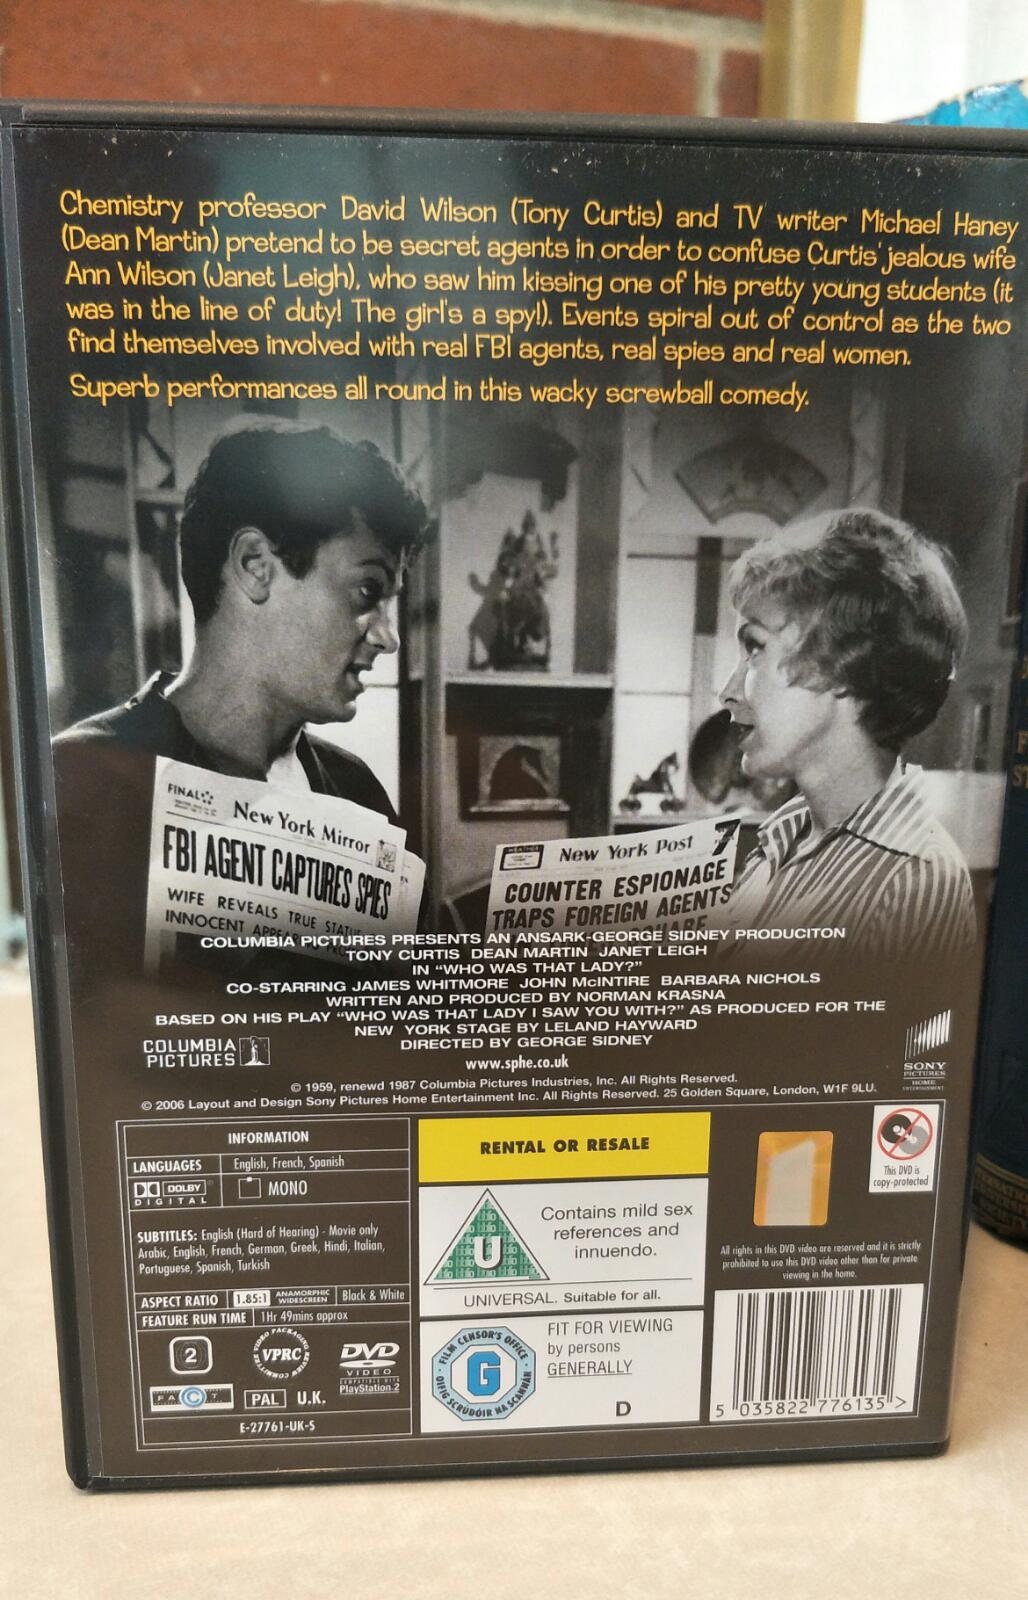 Chemistry professor David Wilson (Tony Curtis) and TV writer Michael Haney
(Dean Martin) pretend to be secret agents in order to confuse Curtis' jealous wife
Ann Wilson (Janet Leigh), who saw him kissing one of his pretty young students (it
was in the line of duty! The girl's a spy!). Events spiral out of control as the two
find themselves involved with real FBI agents, real spies and real women.
Superb performances all round in this wacky screwball comedy.
FINAL
New York Mirror
FBI AGENT CAPTURES SPIES
WIFE REVEALS TRUE
INNOCENT
New York Post
COUNTER ESPIONAGE
TRAPS FOREIGN AGENTS
COLUMBIA PICTURES PRESENTS AN ANSARK-GEORGE SIDNEY PRODUCITON
TONY CURTIS DEAN MARTIN JANET LEIGH
IN "WHO WAS THAT LADY?"
CO-STARRING JAMES WHITMORE JOHN McINTIRE BARBARA NICHOLS
WRITTEN AND PRODUCED BY NORMAN KRASNA
BASED ON HIS PLAY "WHO WAS THAT LADY I SAW YOU WITH?" AS PRODUCED FOR THE
NEW YORK STAGE BY LELAND HAYWARD
DIRECTED BY GEORGE SIDNEY
COLUMBIA
PICTURES
www.sphe.co.uk
SONY
PICTURES
HOME
ENTERTAINMENT
© 1959, renewd 1987 Columbia Pictures Industries, Inc. All Rights Reserved.
© 2006 Layout and Design Sony Pictures Home Entertainment Inc. All Rights Reserved. 25 Golden Square, London, W1F 9LU.
INFORMATION
LANGUAGES English, French, Spanish
DOLBY
DIGITAL
MONO
SUBTITLES: English (Hard of Hearing) - Movie only
Arabic, English, French, German, Greek, Hindi, Italian,
Portuguese, Spanish, Turkish
ASPECT RATIO 1.85:1 ANAMORPHIC WIDESCREEN Black & White
FEATURE RUN TIME 1Hr 49mins approx
2
VIDEO PACKAGING REVIEW COMMITTEE
VPRC
DVD
VIDEO
COMPATIBLE WITH
PlayStation 2
FACT
PAL U.K.
E-27761-UK-S
RENTAL OR RESALE
U
Contains mild sex
references and
innuendo.
UNIVERSAL. Suitable for all.
FILM CENSOR'S OFFICE
G
OIFIG SCRÚDÓIR NA SCANNÁN
FIT FOR VIEWING
by persons
GENERALLY
D
This DVD is
copy-protected
All rights in this DVD video are reserved and it is strictly
prohibited to use this DVD video other than for private
viewing in the home.
5 035822 776135 >